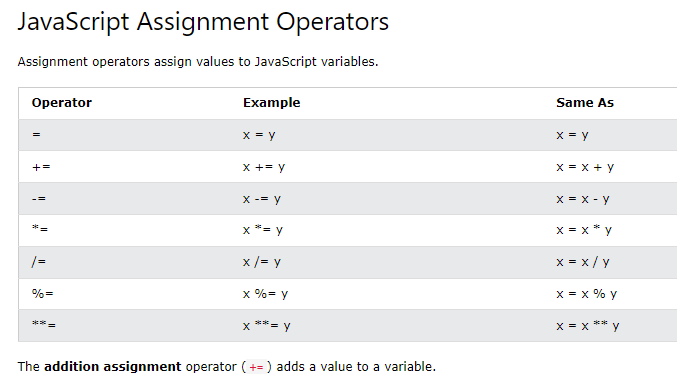 JavaScript Assignment Operators
Assignment operators assign values to JavaScript variables.
Operator Example Same As
= x = y x = y
+= x += y x = x + y
-= x -= y x = x - y
*= x *= y x = x * y
/= x /= y x = x / y
%= x %= y x = x % y
**= x **= y x = x ** y
The addition assignment operator (+=) adds a value to a variable.